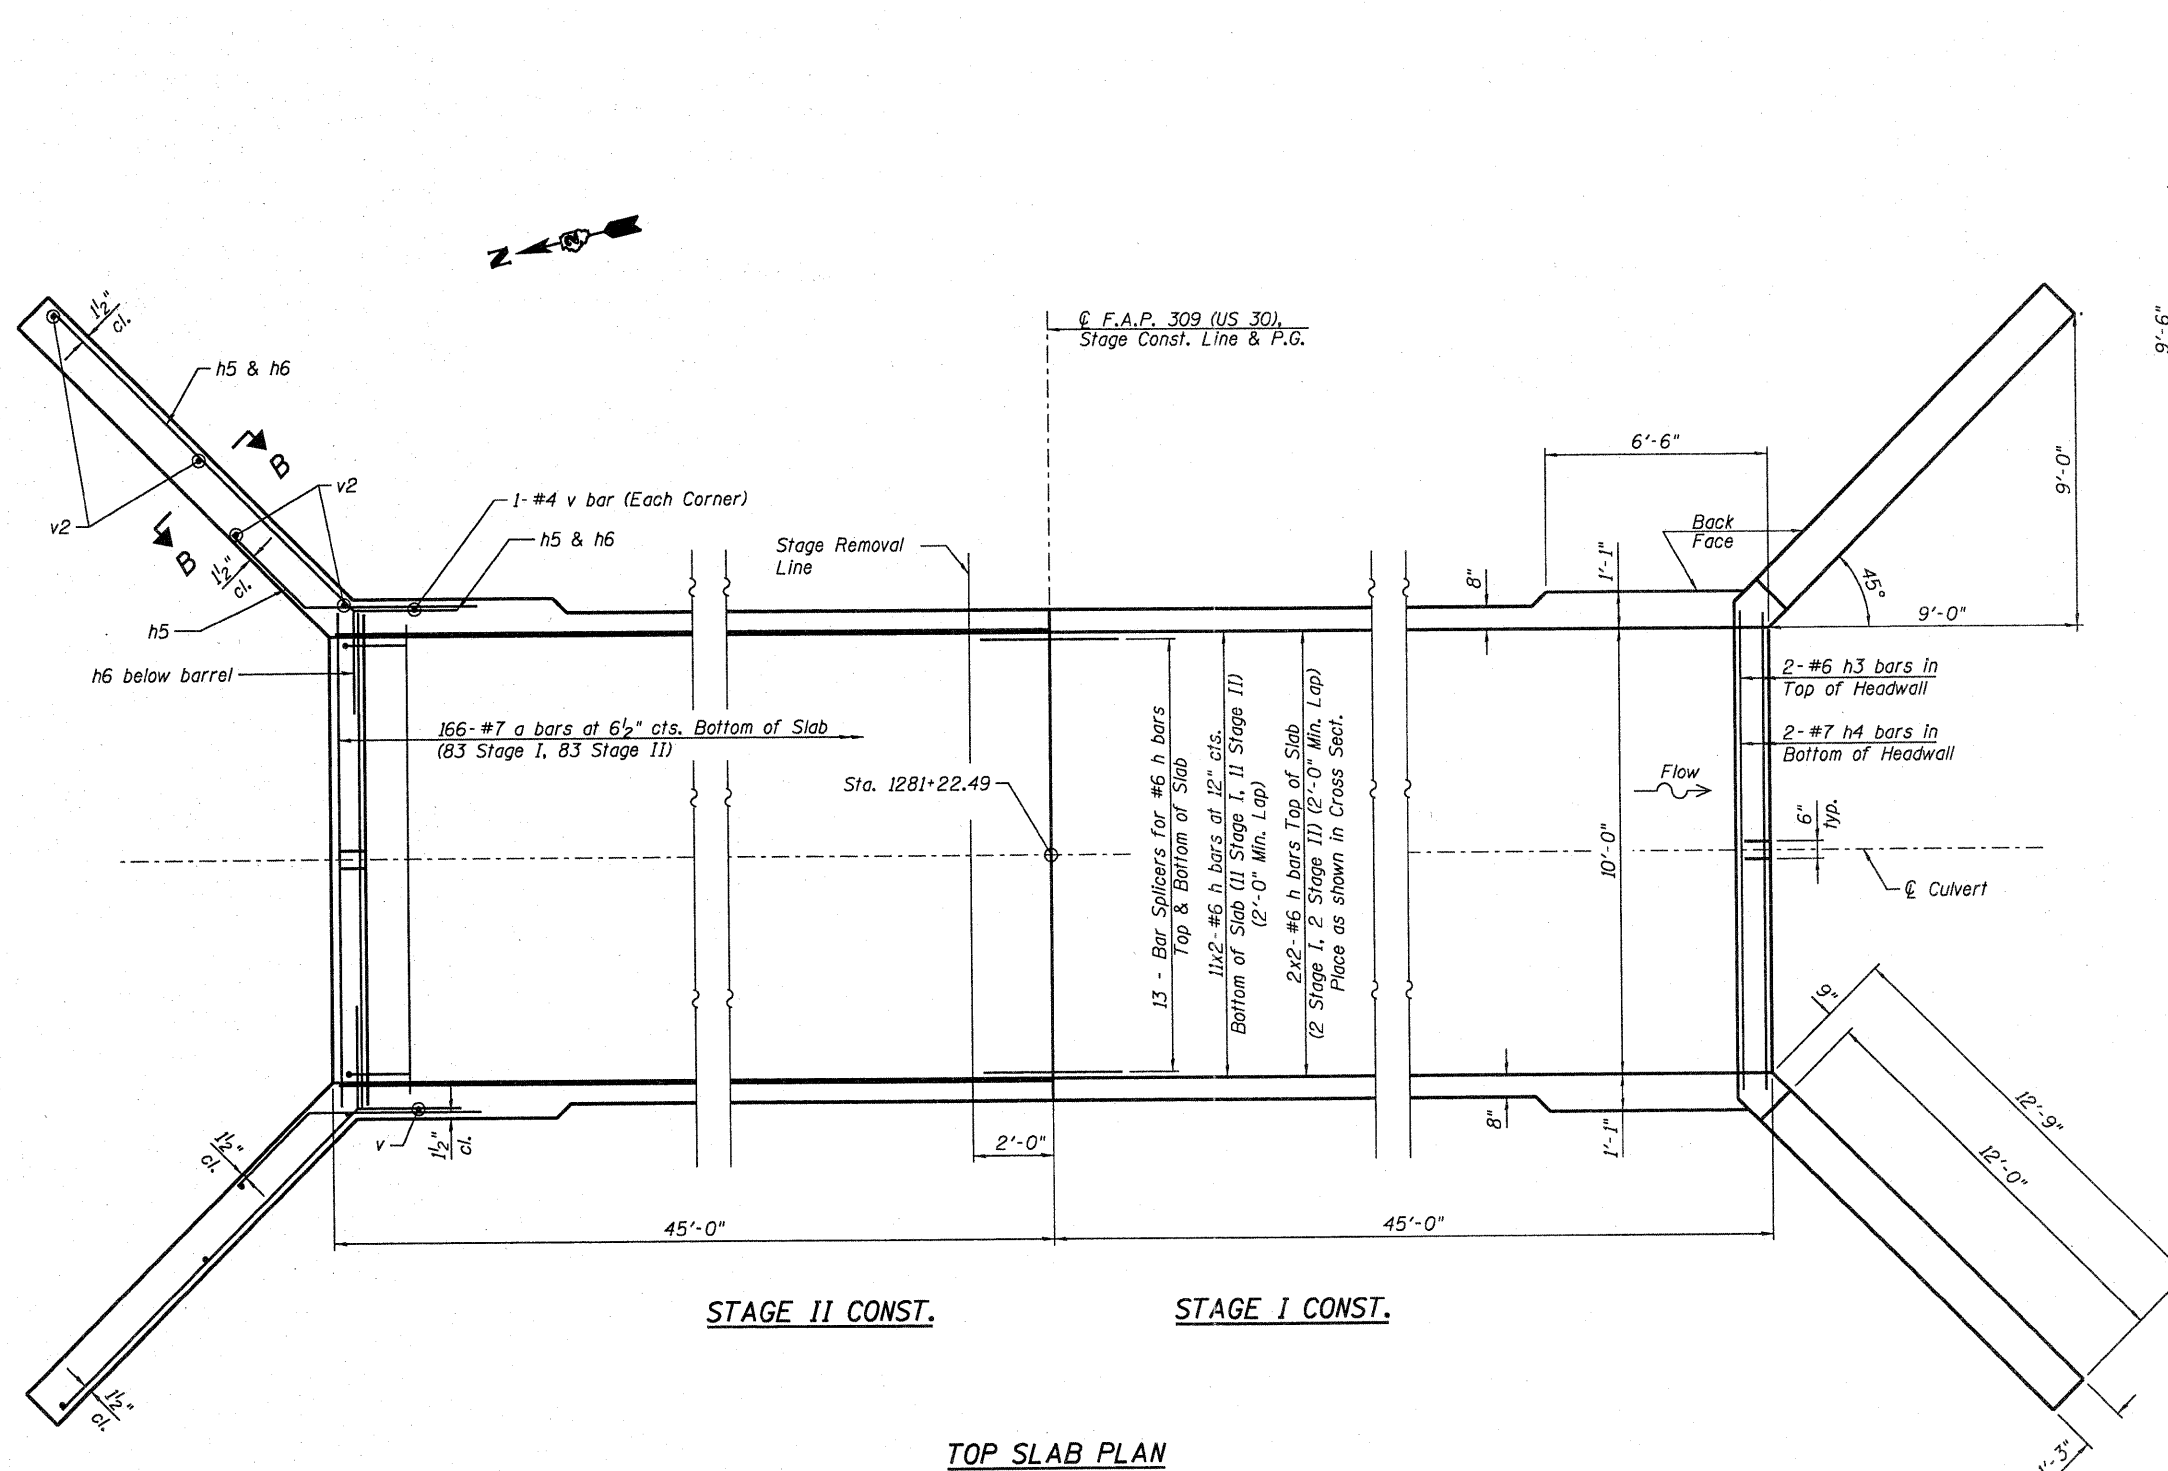 N
℄ F.A.P. 309 (US 30),
Stage Const. Line & P.G.
9'-6"
1½"
cl.
h5 & h6
B
B
v2
v2
1-#4 v bar (Each Corner)
h5 & h6
1½"
cl.
h5
h6 below barrel
Stage Removal
Line
6'-6"
Back
Face
8"
1'-1"
45°
9'-0"
9'-0"
166-#7 a bars at 6½" cts. Bottom of Slab
(83 Stage I, 83 Stage II)
Sta. 1281+22.49
13 - Bar Splicers for #6 h bars
Top & Bottom of Slab
11x2-#6 h bars at 12" cts.
Bottom of Slab (11 Stage I, 11 Stage II)
(2'-0" Min. Lap)
2x2-#6 h bars Top of Slab
(2 Stage I, 2 Stage II) (2'-0" Min. Lap)
Place as shown in Cross Sect.
10'-0"
2-#6 h3 bars in
Top of Headwall
2-#7 h4 bars in
Bottom of Headwall
Flow
6"
typ.
℄ Culvert
9"
12'-9"
12'-0"
1½"
cl.
v
1½"
cl.
2'-0"
8"
1'-1"
45'-0"
45'-0"
1½"
cl.
STAGE II CONST.
STAGE I CONST.
TOP SLAB PLAN